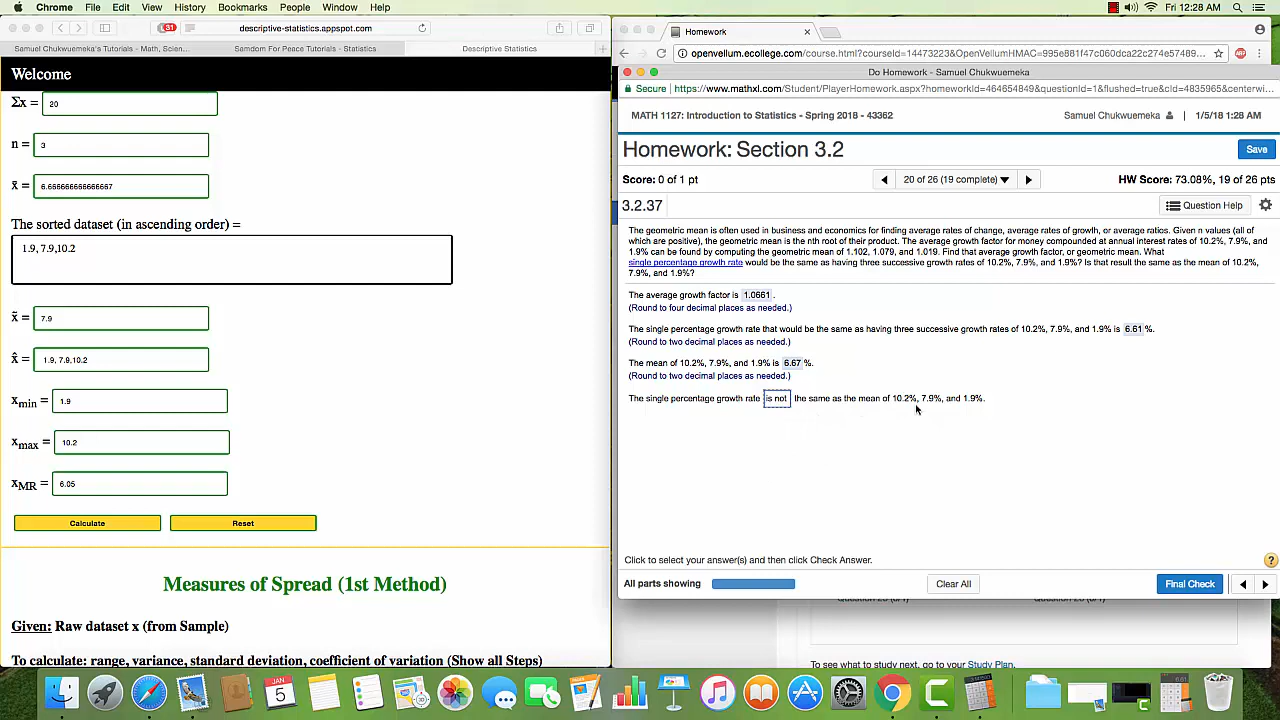 Chrome File Edit View History Bookmarks People Window Help
Fri 12:28 AM
31
descriptive-statistics.appspot.com
Samuel Chukwuemeka's Tutorials - Math, Scien...
Samdom For Peace Tutorials - Statistics
Descriptive Statistics
Welcome
Σx = 20
n = 3
x̄ = 6.666666666666667
The sorted dataset (in ascending order) =
1.9, 7.9,10.2
x̃ = 7.9
x̂ = 1.9, 7.9,10.2
xmin = 1.9
xmax = 10.2
xMR = 6.05
Calculate Reset
Measures of Spread (1st Method)
Given: Raw dataset x (from Sample)
To calculate: range, variance, standard deviation, coefficient of variation (Show all Steps)
Homework
openvellum.ecollege.com/course.html?courseId=14473223&OpenVellumHMAC=995e881f47c060dca22c274e57489...
Do Homework - Samuel Chukwuemeka
Secure https://www.mathxl.com/Student/PlayerHomework.aspx?homeworkId=464654849&questionId=1&flushed=true&cId=4835965&centerwi...
MATH 1127: Introduction to Statistics - Spring 2018 - 43362
Samuel Chukwuemeka 1/5/18 1:28 AM
Homework: Section 3.2
Save
Score: 0 of 1 pt
20 of 26 (19 complete)
HW Score: 73.08%, 19 of 26 pts
3.2.37
Question Help
The geometric mean is often used in business and economics for finding average rates of change, average rates of growth, or average ratios. Given n values (all of
which are positive), the geometric mean is the nth root of their product. The average growth factor for money compounded at annual interest rates of 10.2%, 7.9%, and
1.9% can be found by computing the geometric mean of 1.102, 1.079, and 1.019. Find that average growth factor, or geometric mean. What
single percentage growth rate would be the same as having three successive growth rates of 10.2%, 7.9%, and 1.9%? Is that result the same as the mean of 10.2%,
7.9%, and 1.9%?
The average growth factor is 1.0661.
(Round to four decimal places as needed.)
The single percentage growth rate that would be the same as having three successive growth rates of 10.2%, 7.9%, and 1.9% is 6.61 %.
(Round to two decimal places as needed.)
The mean of 10.2%, 7.9%, and 1.9% is 6.67 %.
(Round to two decimal places as needed.)
The single percentage growth rate is not the same as the mean of 10.2%, 7.9%, and 1.9%.
Click to select your answer(s) and then click Check Answer.
?
All parts showing
Clear All
Final Check
To see what to study next, go to your Study Plan.
JAN
5